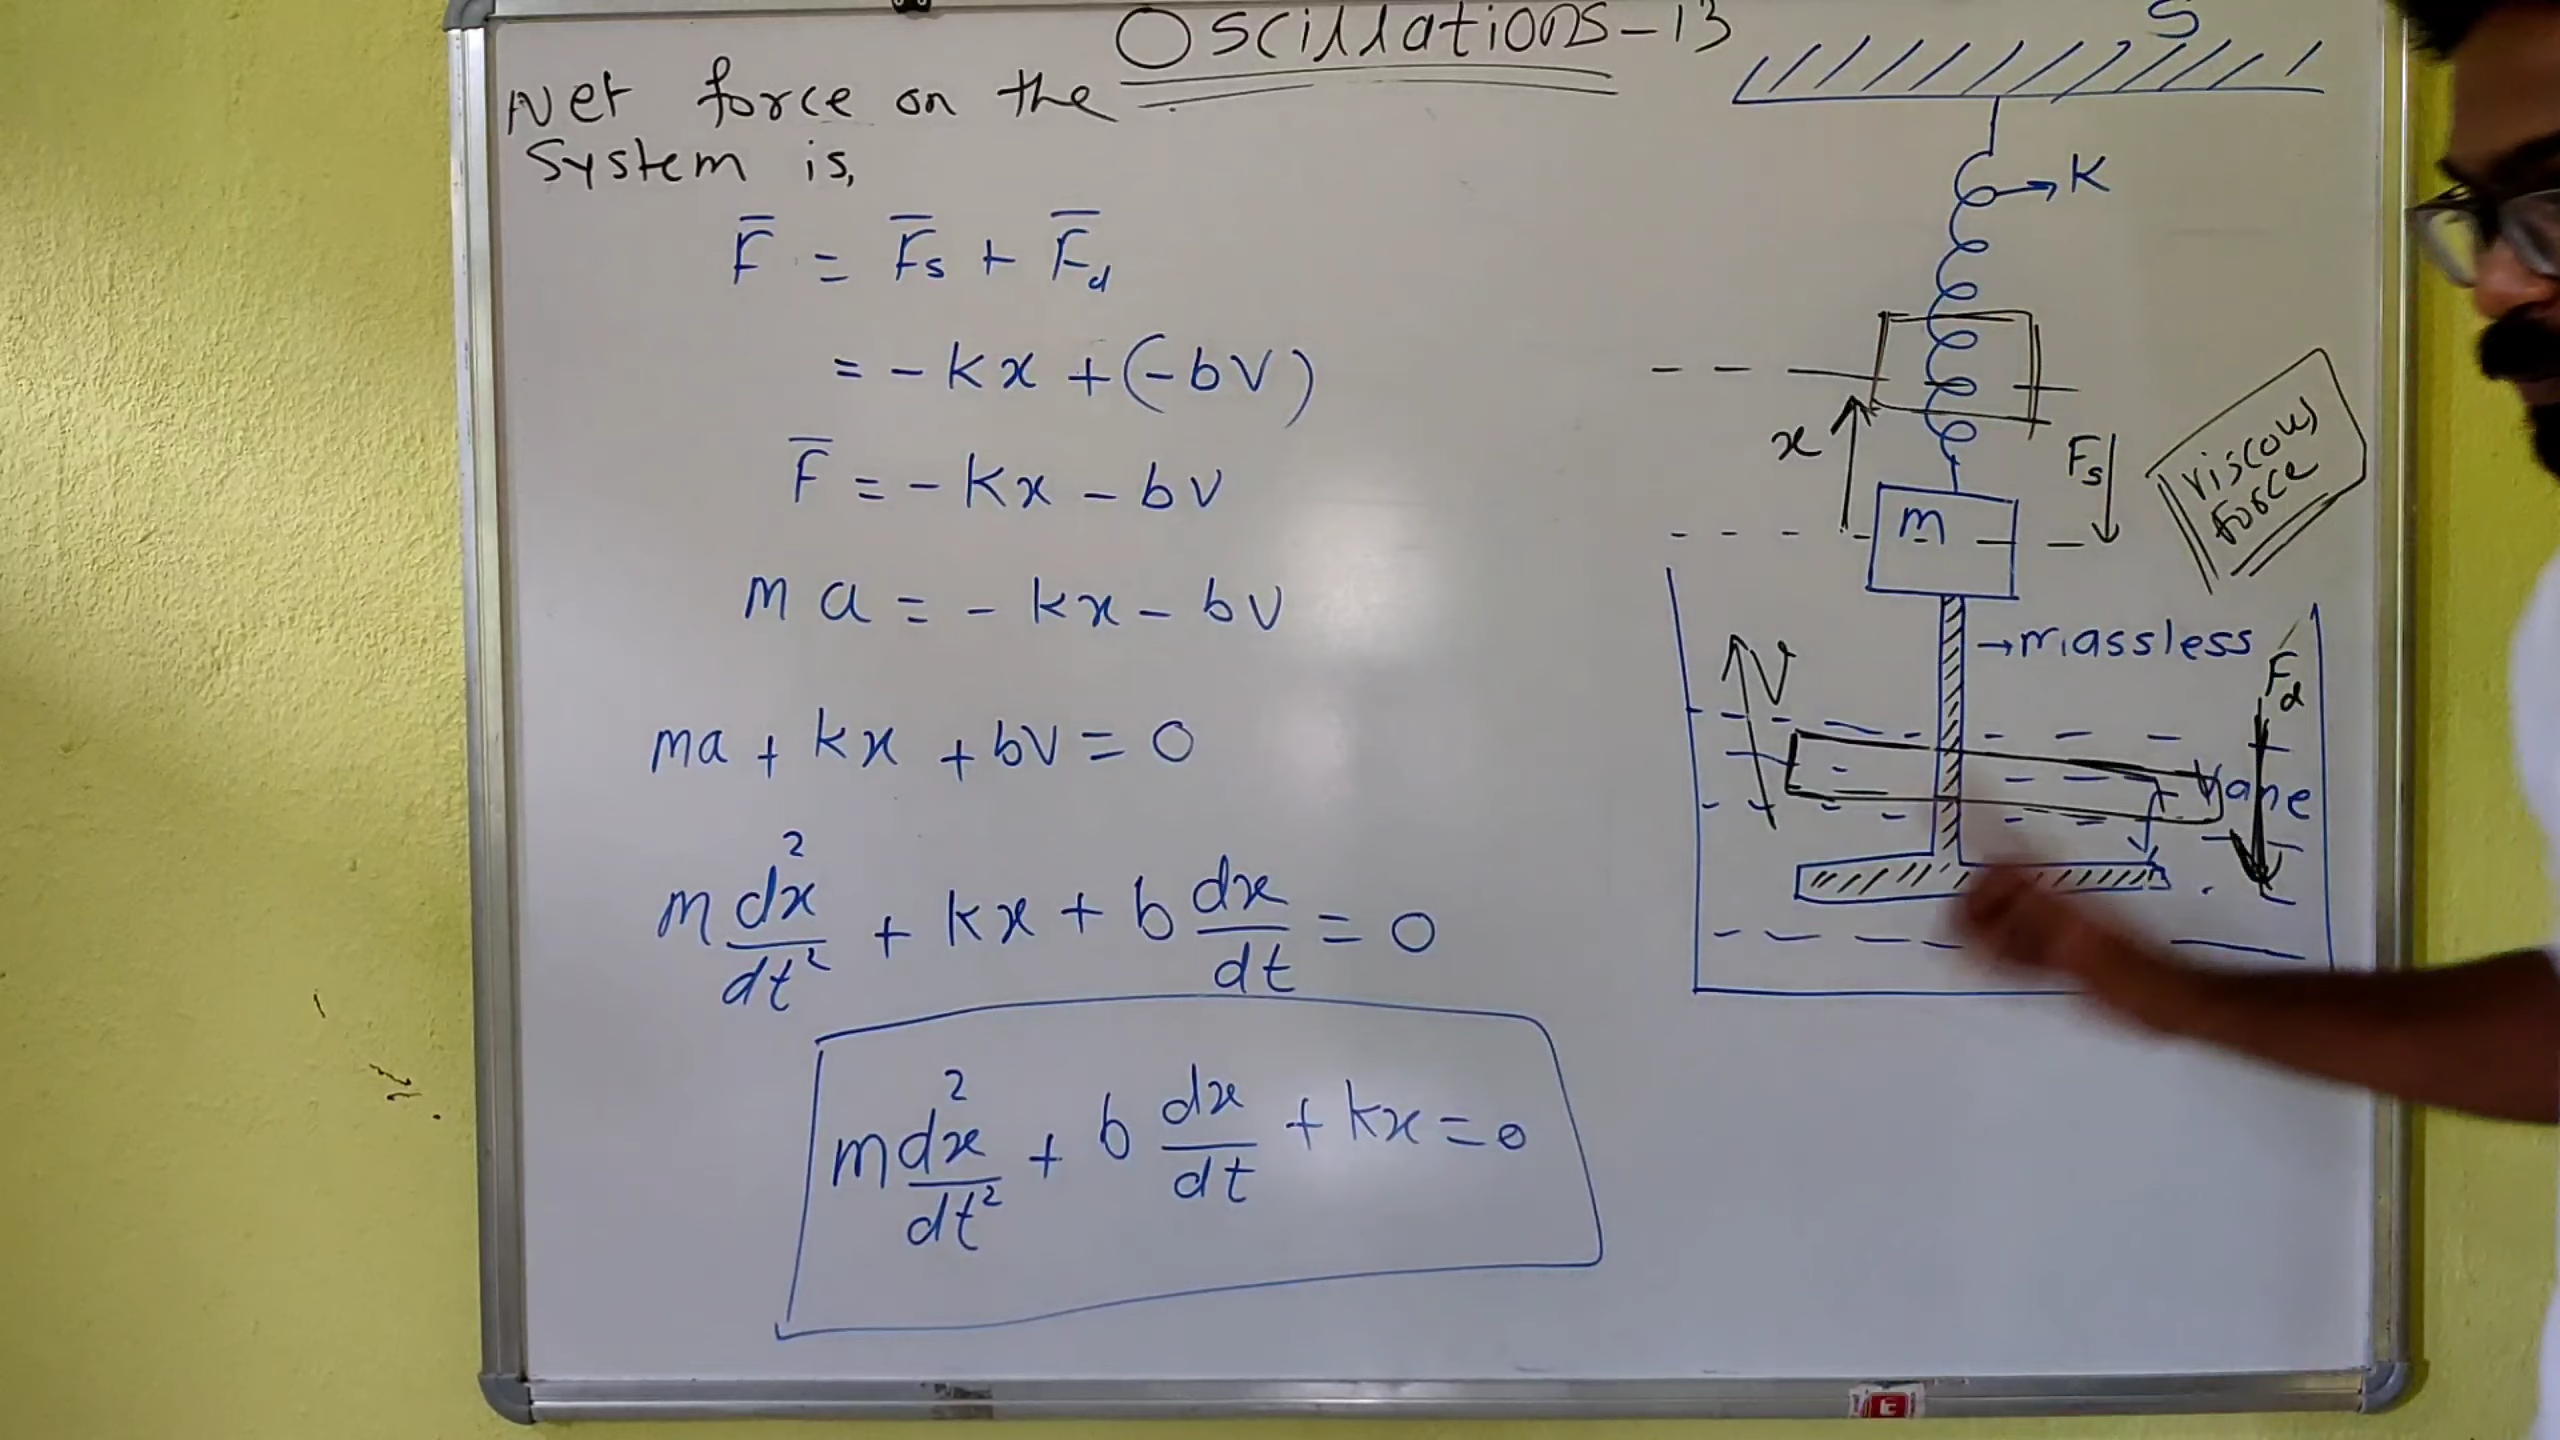 Oscillations-13
Net force on the
System is,
F̅ = F̅s + F̅d
= - kx + (-bv)
F̅ = - kx - bv
ma = - kx - bv
ma + kx + bv = 0
m d²x/dt² + kx + b dx/dt = 0
m d²x/dt² + b dx/dt + kx = 0
S
K
x
Fs
viscous
force
m
→massless
V
Fd
Vane